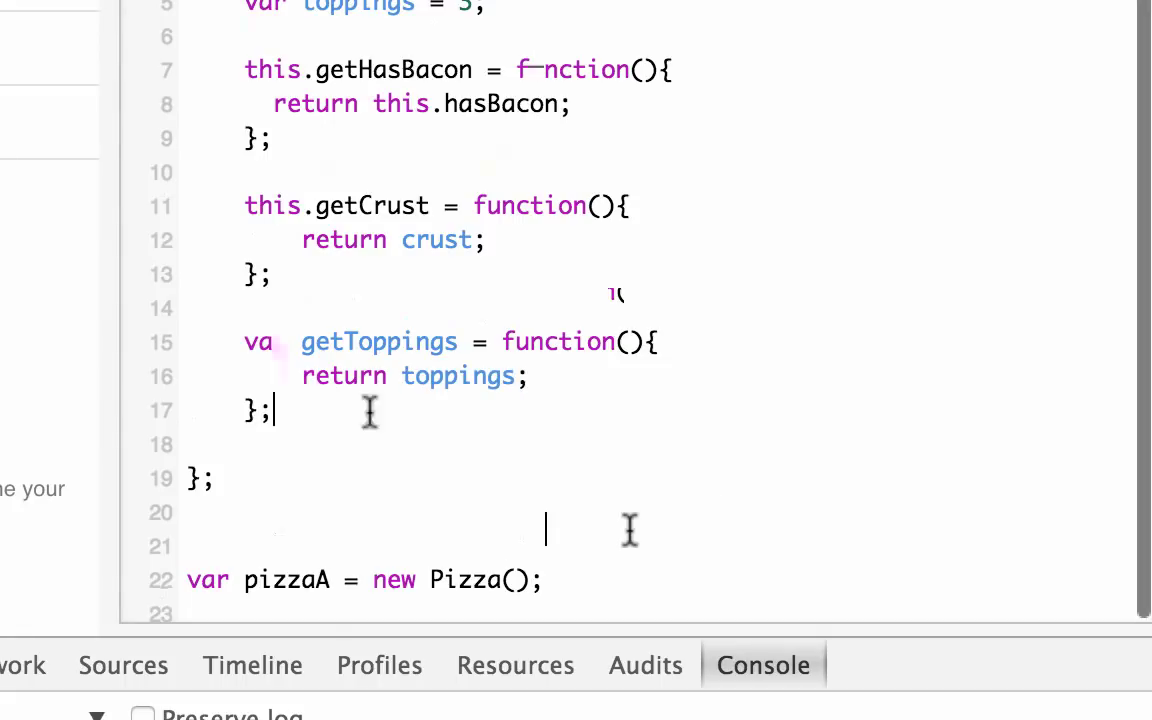 5 var toppings = 3;
6
7 this.getHasBacon = f nction(){
8 return this.hasBacon;
9 };
10
11 this.getCrust = function(){
12 return crust;
13 };
14
15 va getToppings = function(){
16 return toppings;
17 };
18
19 };
20
21
22 var pizzaA = new Pizza();
23
ne your
work Sources Timeline Profiles Resources Audits Console
▼ Preserve log